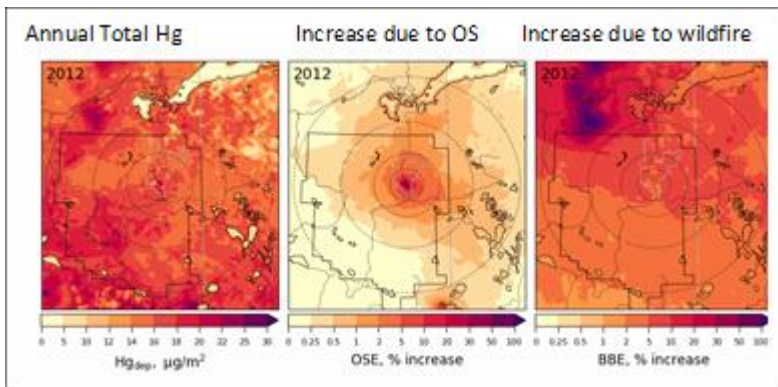 Annual Total Hg
Increase due to OS
Increase due to wildfire
2012
2012
2012
0 5 10 12 14 16 18 20 22 26 30
0 0.25 0.5 1 2 5 10 20 30 50 100
0 0.25 0.5 1 2 5 10 20 30 50 100
Hgdep, μg/m²
OSE, % increase
BBE, % increase